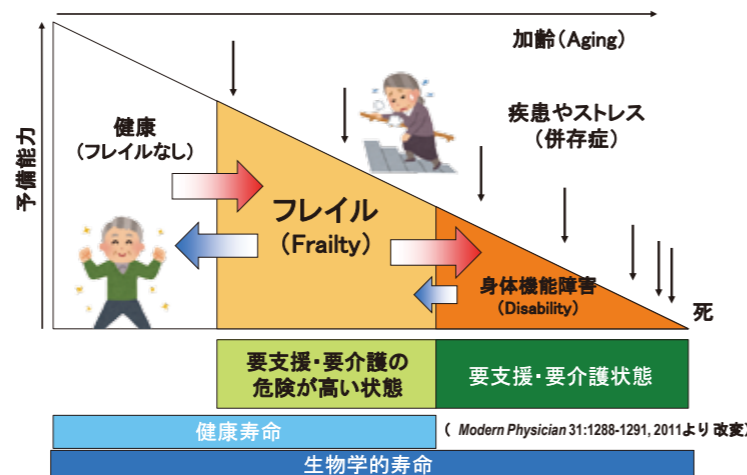 加齢(Aging)
予備能力
健康
(フレイルなし)
疾患やストレス
(併存症)
フレイル
(Frailty)
身体機能障害
(Disability)
死
要支援・要介護の
危険が高い状態
要支援・要介護状態
健康寿命
( Modern Physician 31:1288-1291, 2011より 改変)
生物学的寿命